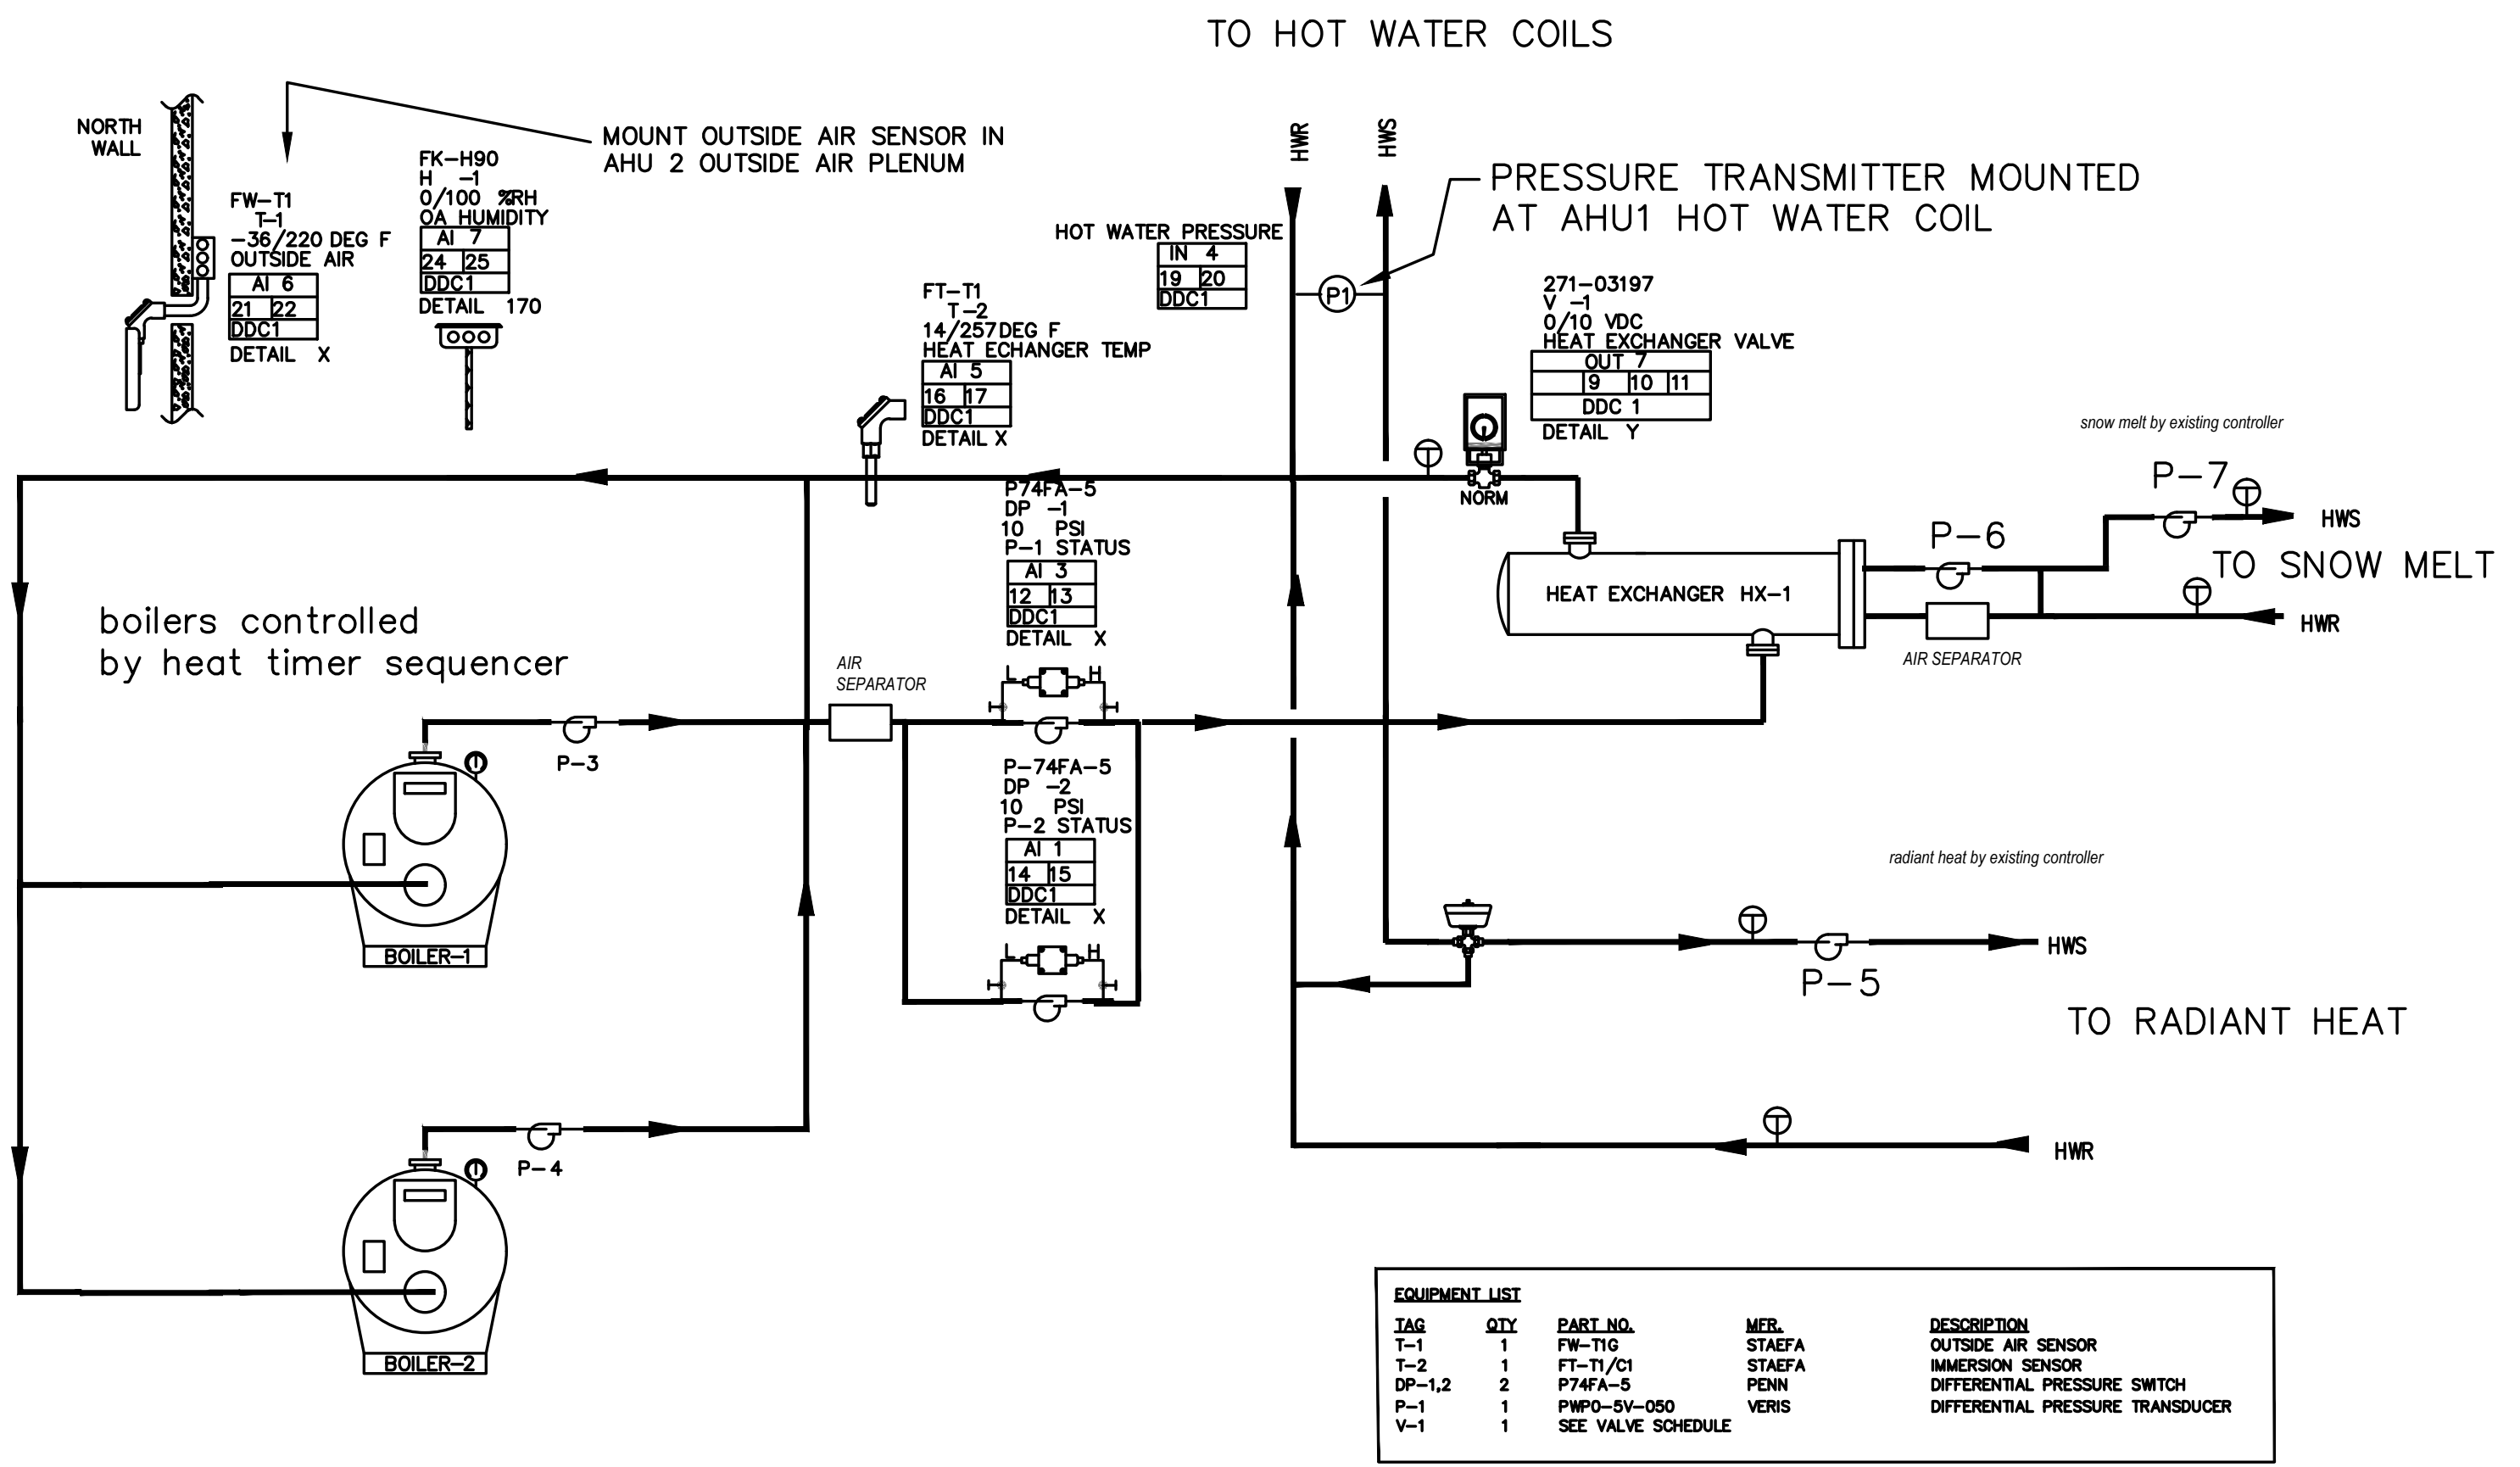 TO HOT WATER COILS
NORTH
WALL
MOUNT OUTSIDE AIR SENSOR IN
AHU 2 OUTSIDE AIR PLENUM
FW-T1
T-1
-36/220 DEG F
OUTSIDE AIR
AI 6
21 22
DDC1
DETAIL X
FK-H90
H -1
0/100 %RH
OA HUMIDITY
AI 7
24 25
DDC1
DETAIL 170
HWR
HWS
PRESSURE TRANSMITTER MOUNTED
AT AHU1 HOT WATER COIL
HOT WATER PRESSURE
IN 4
19 20
DDC1
P1
FT-T1
T-2
14/257DEG F
HEAT ECHANGER TEMP
AI 5
16 17
DDC1
DETAIL X
271-03197
V -1
0/10 VDC
HEAT EXCHANGER VALVE
OUT 7
9 10 11
DDC 1
DETAIL Y
NORM
snow melt by existing controller
P-7
HWS
P-6
TO SNOW MELT
HWR
HEAT EXCHANGER HX-1
AIR SEPARATOR
P74FA-5
DP -1
10 PSI
P-1 STATUS
AI 3
12 13
DDC1
DETAIL X
L H
boilers controlled
by heat timer sequencer
AIR
SEPARATOR
P-3
P-74FA-5
DP -2
10 PSI
P-2 STATUS
AI 1
14 15
DDC1
DETAIL X
L H
BOILER-1
radiant heat by existing controller
HWS
P-5
TO RADIANT HEAT
HWR
P-4
BOILER-2
EQUIPMENT LIST
TAG QTY PART NO. MFR. DESCRIPTION
T-1 1 FW-T1G STAEFA OUTSIDE AIR SENSOR
T-2 1 FT-T1/C1 STAEFA IMMERSION SENSOR
DP-1,2 2 P74FA-5 PENN DIFFERENTIAL PRESSURE SWITCH
P-1 1 PWP0-5V-050 VERIS DIFFERENTIAL PRESSURE TRANSDUCER
V-1 1 SEE VALVE SCHEDULE